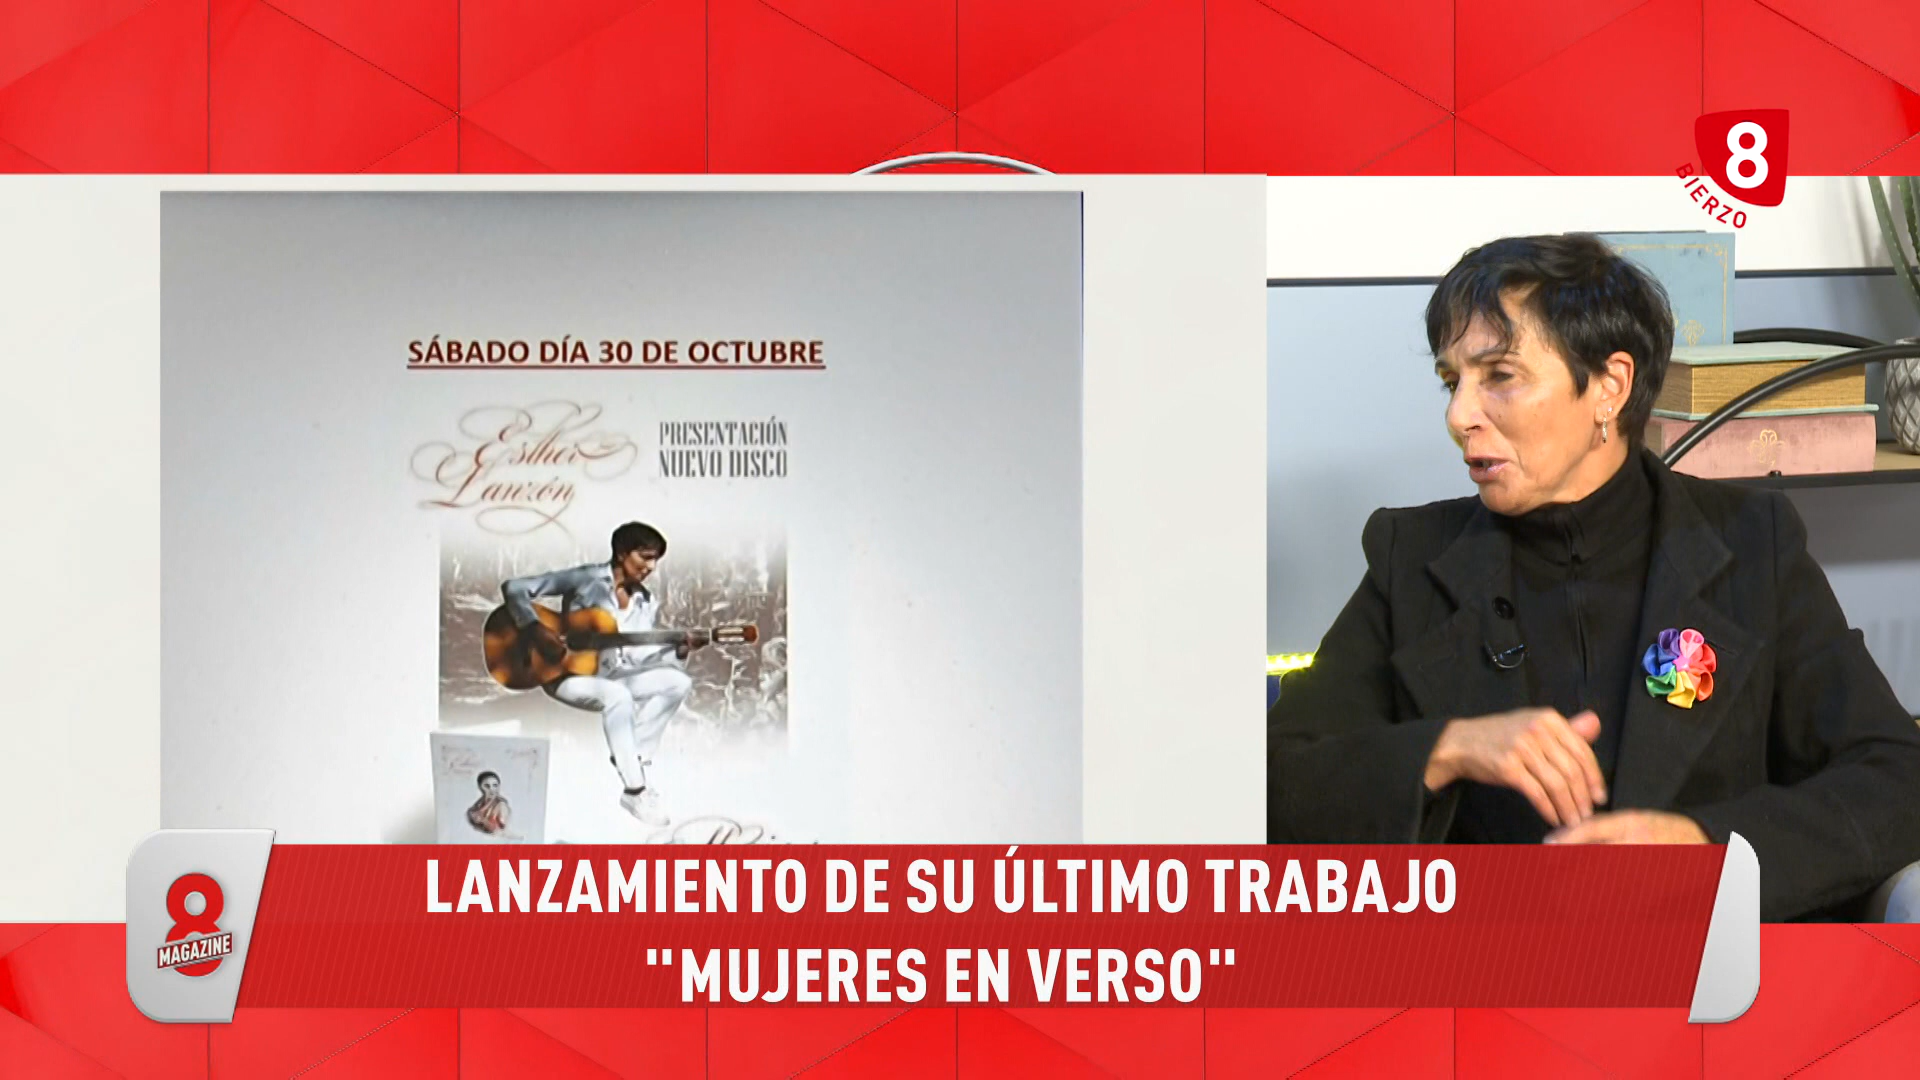 8
BIERZO
SÁBADO DÍA 30 DE OCTUBRE
Esther
Lanzón
PRESENTACIÓN
NUEVO DISCO
8
MAGAZINE
LANZAMIENTO DE SU ÚLTIMO TRABAJO
"MUJERES EN VERSO"